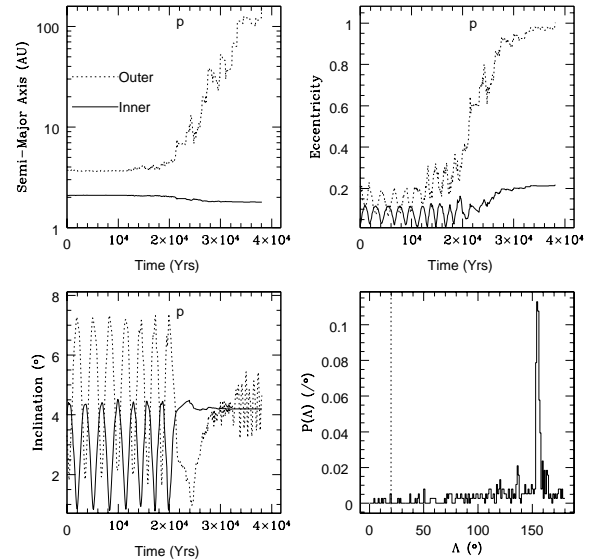 p
100
10
1
Semi-Major Axis (AU)
Outer
Inner
0 10⁴ 2×10⁴ 3×10⁴ 4×10⁴
Time (Yrs)
p
1
0.8
0.6
0.4
0.2
Eccentricity
0 10⁴ 2×10⁴ 3×10⁴ 4×10⁴
Time (Yrs)
p
8
6
4
2
Inclination (°)
0 10⁴ 2×10⁴ 3×10⁴ 4×10⁴
Time (Yrs)
0.1
0.08
0.06
0.04
0.02
0
P(Λ) (/°)
0 50 100 150
Λ (°)